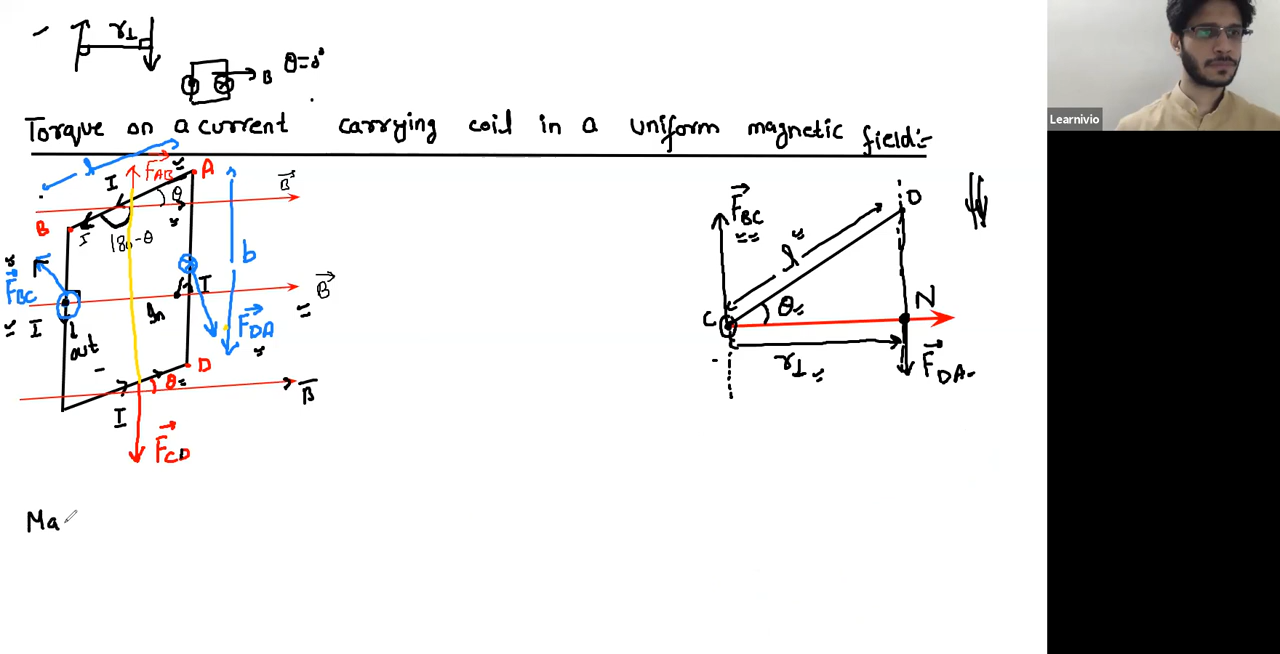 r⊥
B θ=0°
Torque on a current carrying coil in a uniform magnetic field:-
l
I F_AB A
θ B
B I 180-θ
b
F_BC
I
In I B
out
F_DA
D
θ
I B
F_CD
F_BC D
l
θ
C N
r⊥ F_DA
Ma
Learnivio